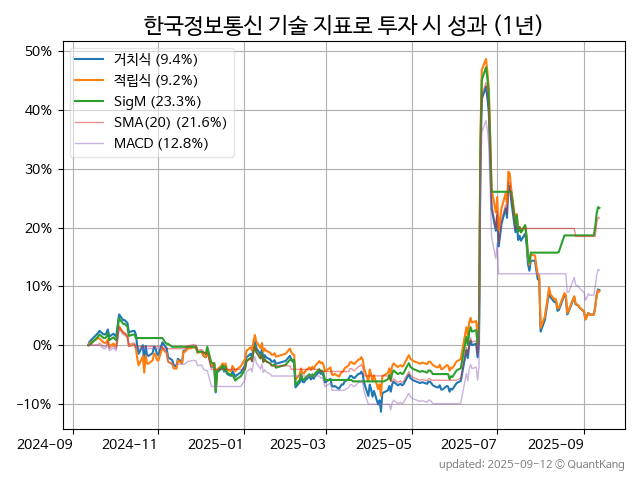 한국정보통신 기술 지표로 투자 시 성과 (1년)
거치식 (9.4%)
적립식 (9.2%)
SigM (23.3%)
SMA(20) (21.6%)
MACD (12.8%)
50%
40%
30%
20%
10%
0%
−10%
2024-09
2024-11
2025-01
2025-03
2025-05
2025-07
2025-09
updated: 2025-09-12 © QuantKang